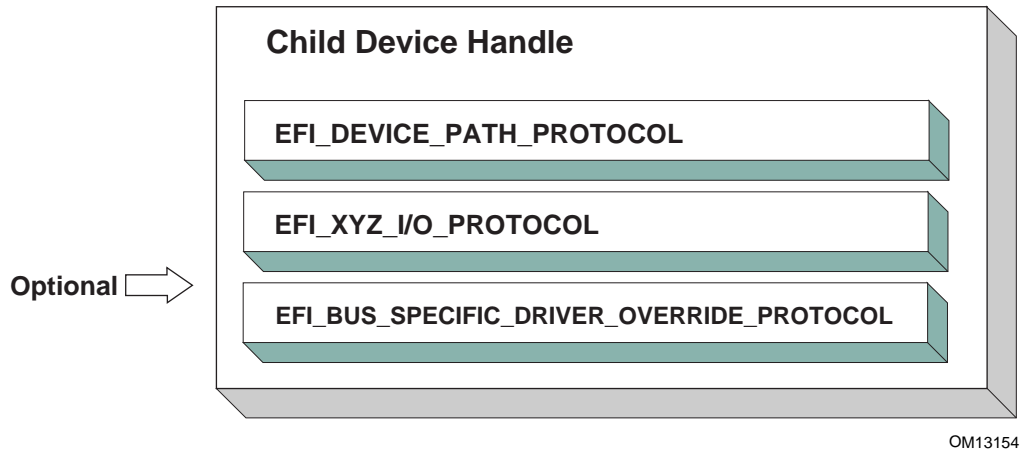 Child Device Handle
EFI_DEVICE_PATH_PROTOCOL
EFI_XYZ_I/O_PROTOCOL
Optional
EFI_BUS_SPECIFIC_DRIVER_OVERRIDE_PROTOCOL
OM13154